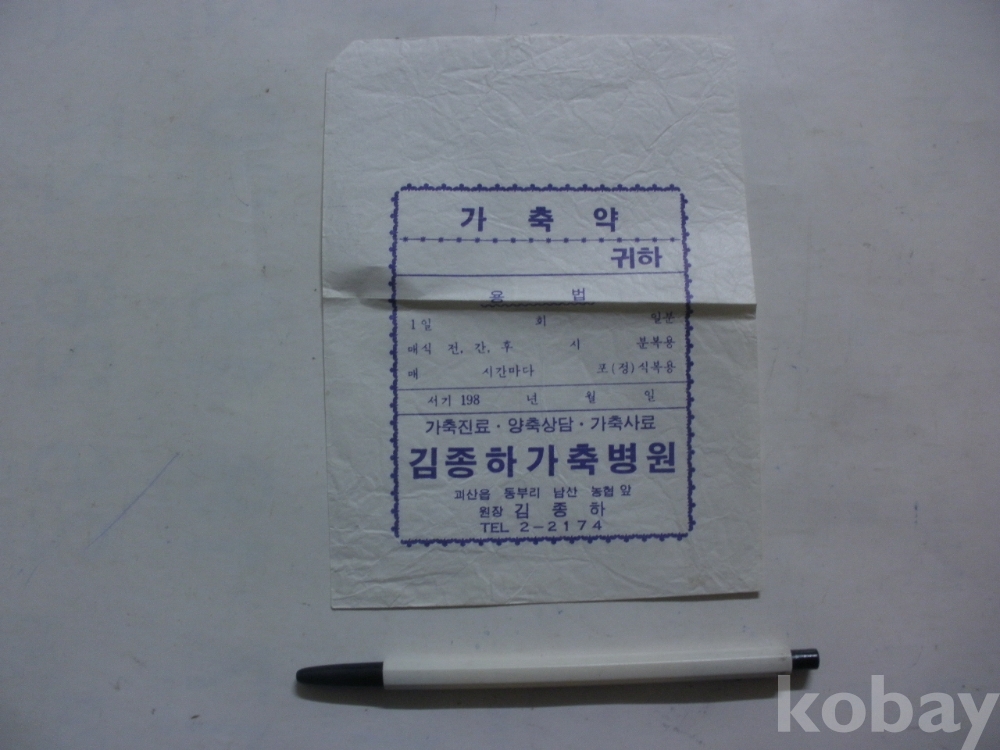 가 축 약
귀하
용 법
1일 회 일분
매식 전, 간, 후 시 분복용
매 시간마다 포(정)식복용
서기 198 년 월 일
가축진료 · 양축상담 · 가축사료
김종하가축병원
괴산읍 동부리 남산 농협 앞
원장 김 종 하
TEL 2-2174
kobay